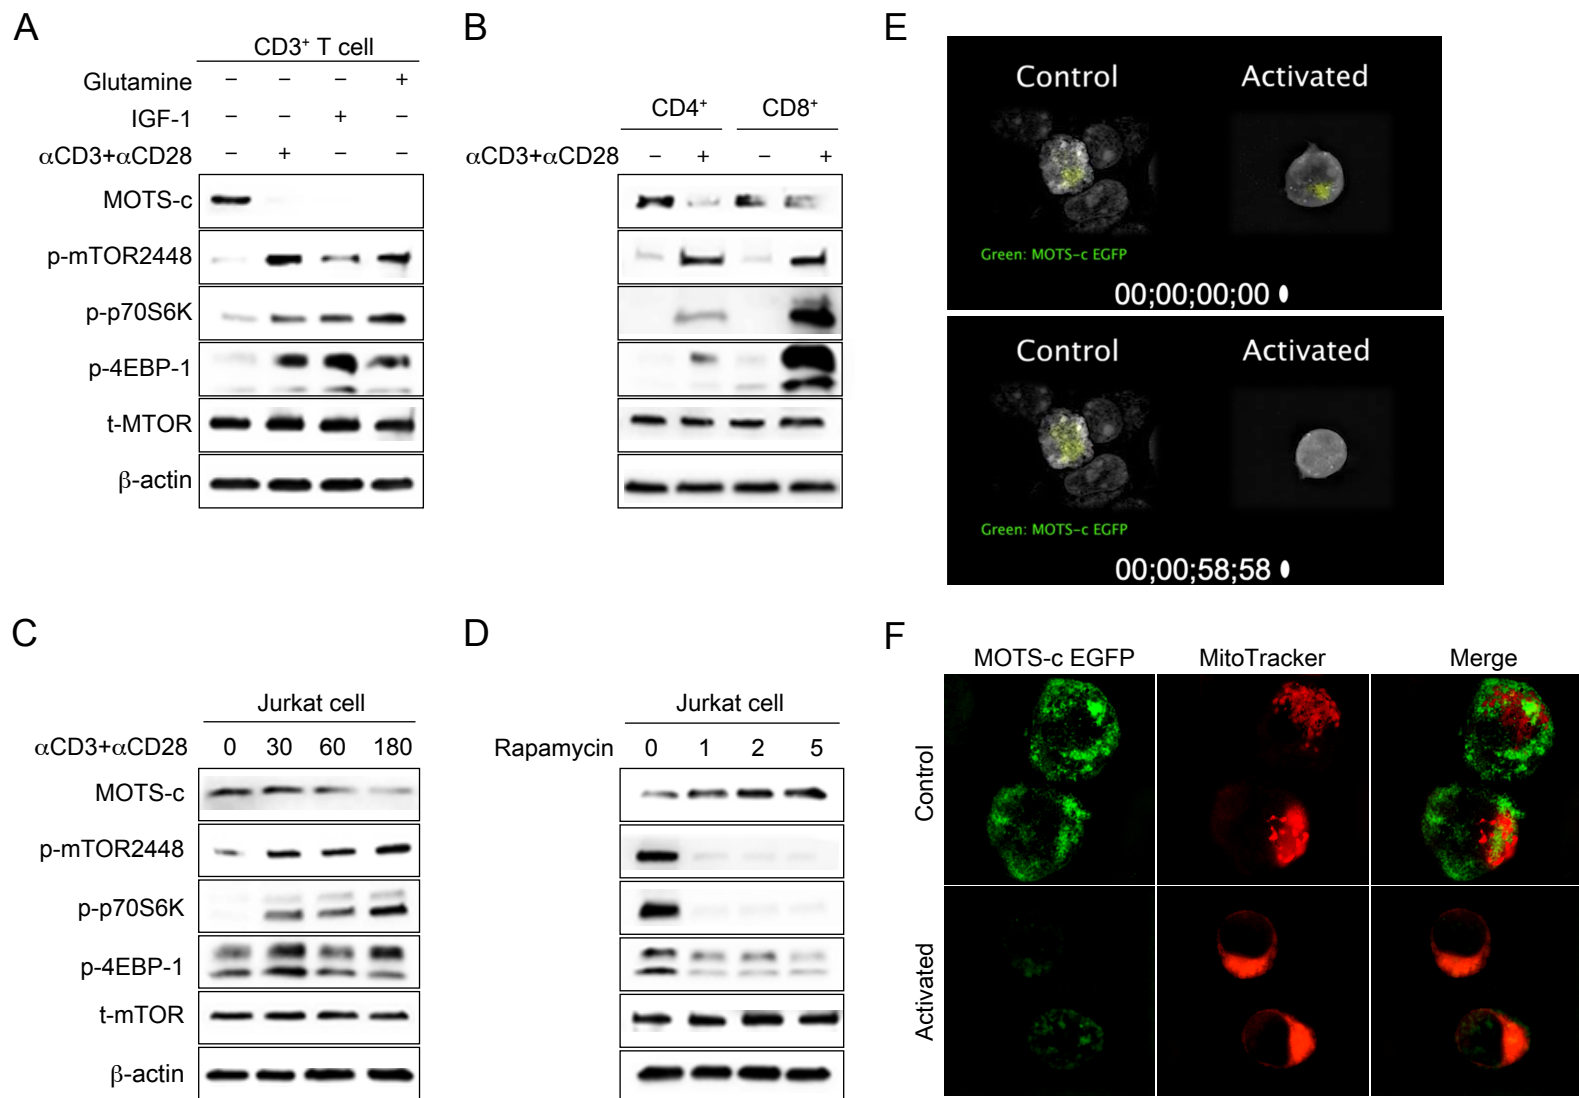 A
CD3⁺ T cell
Glutamine – – – +
IGF-1 – – + –
αCD3+αCD28 – + – –
MOTS-c
p-mTOR2448
p-p70S6K
p-4EBP-1
t-MTOR
β-actin
B
CD4⁺ CD8⁺
αCD3+αCD28 – + – +
C
Jurkat cell
αCD3+αCD28 0 30 60 180
MOTS-c
p-mTOR2448
p-p70S6K
p-4EBP-1
t-mTOR
β-actin
D
Jurkat cell
Rapamycin 0 1 2 5
E
Control Activated
Green: MOTS-c EGFP
00;00;00;00
Control Activated
Green: MOTS-c EGFP
00;00;58;58
F
MOTS-c EGFP MitoTracker Merge
Control
Activated